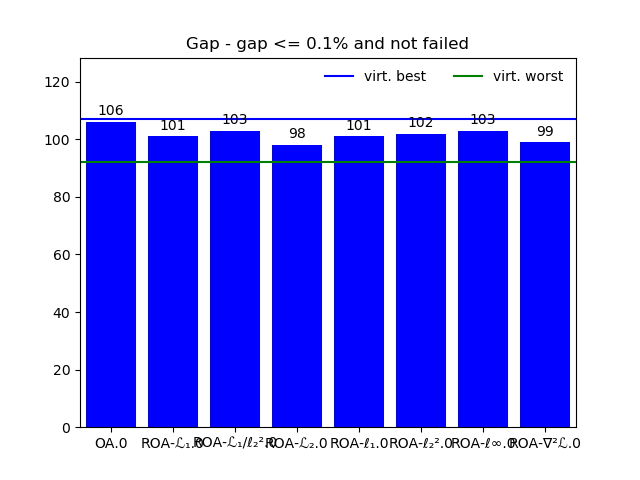 Gap - gap <= 0.1% and not failed
virt. best virt. worst
120
100
80
60
40
20
0
106 101 103 98 101 102 103 99
OA.0 ROA-ℒ₁.0 ROA-ℒ₁/ℓ₂².0 ROA-ℒ₂.0 ROA-ℓ₁.0 ROA-ℓ₂².0 ROA-ℓ∞.0 ROA-∇²ℒ.0